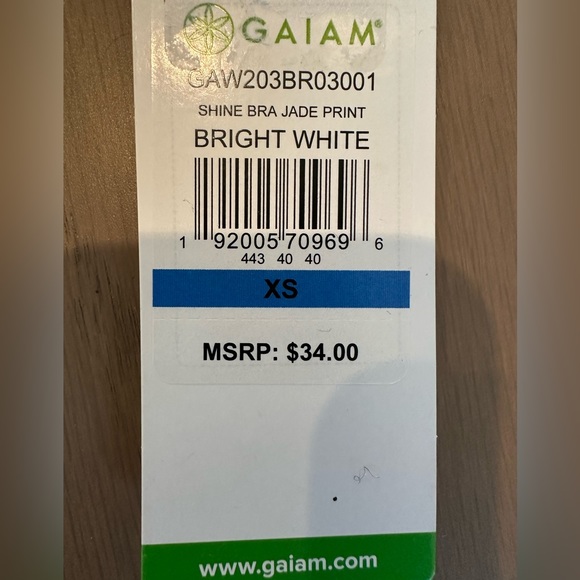 GAIAM®
GAW203BR03001
SHINE BRA JADE PRINT
BRIGHT WHITE
1 92005 70969 6
443 40 40
XS
MSRP: $34.00
www.gaiam.com